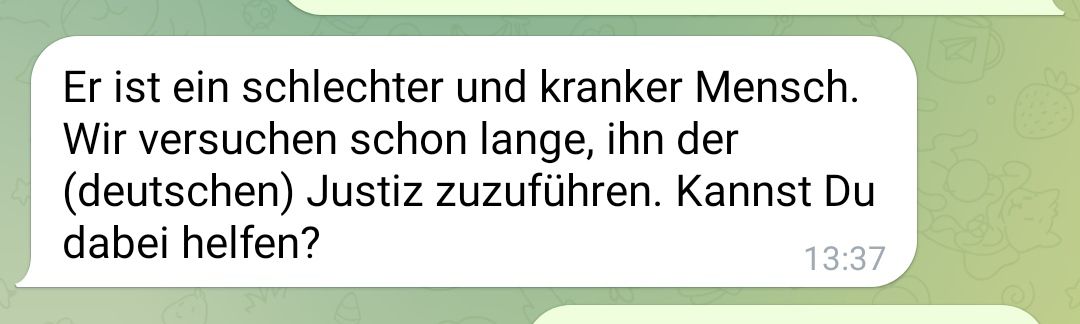 Er ist ein schlechter und kranker Mensch.
Wir versuchen schon lange, ihn der
(deutschen) Justiz zuzuführen. Kannst Du
dabei helfen?
13:37